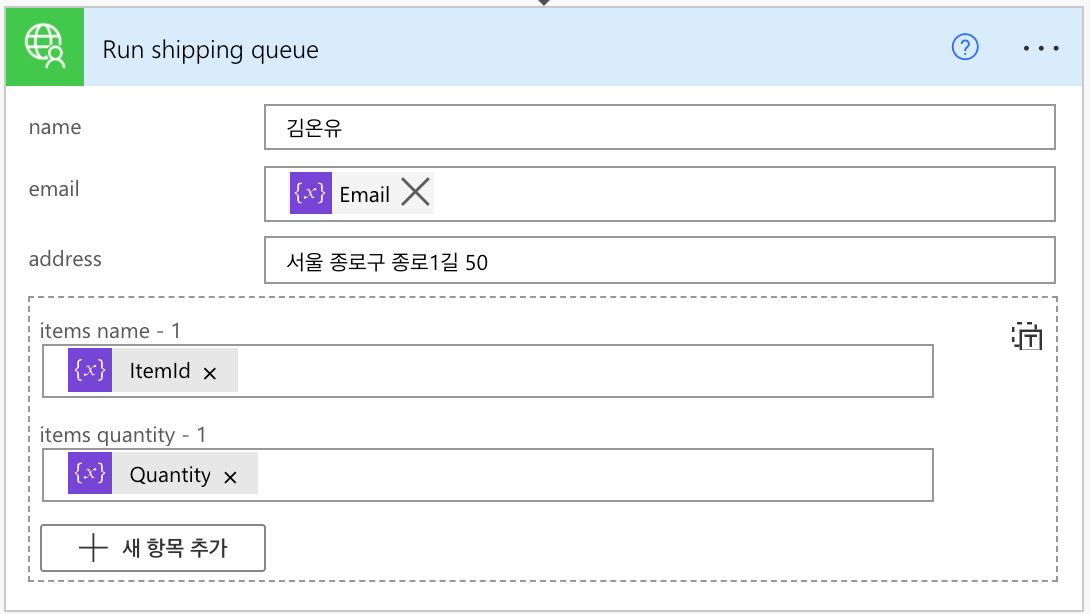 Run shipping queue
name
김온유
email
{x} Email
address
서울 종로구 종로1길 50
items name - 1
{x} ItemId
items quantity - 1
{x} Quantity
새 항목 추가